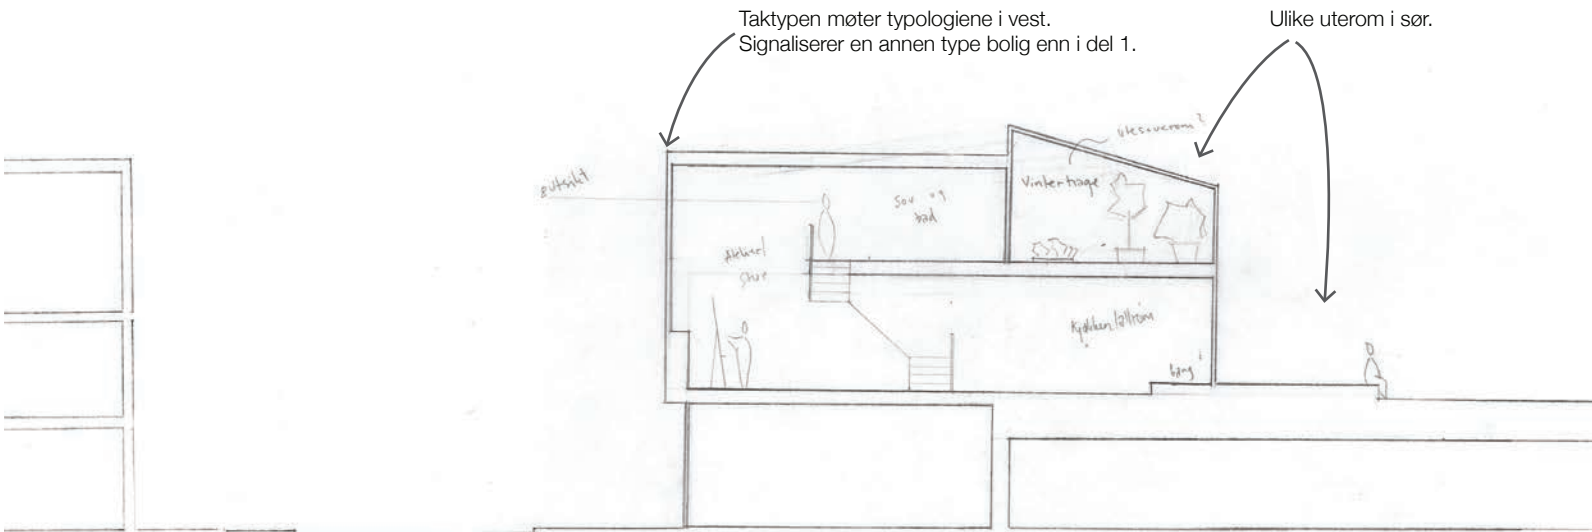 Taktypen møter typologiene i vest.
Signaliserer en annen type bolig enn i del 1.
Ulike uterom i sør.
utesoverom?
Vinterhage
utsikt
Sov og
bad
Atelier/
stue
Kjøkken/allrom